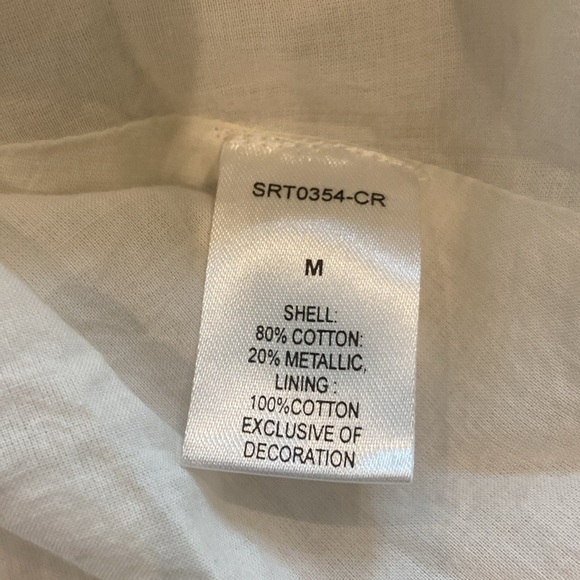 SRT0354-CR
M
SHELL:
80% COTTON:
20% METALLIC,
LINING :
100%COTTON
EXCLUSIVE OF
DECORATION